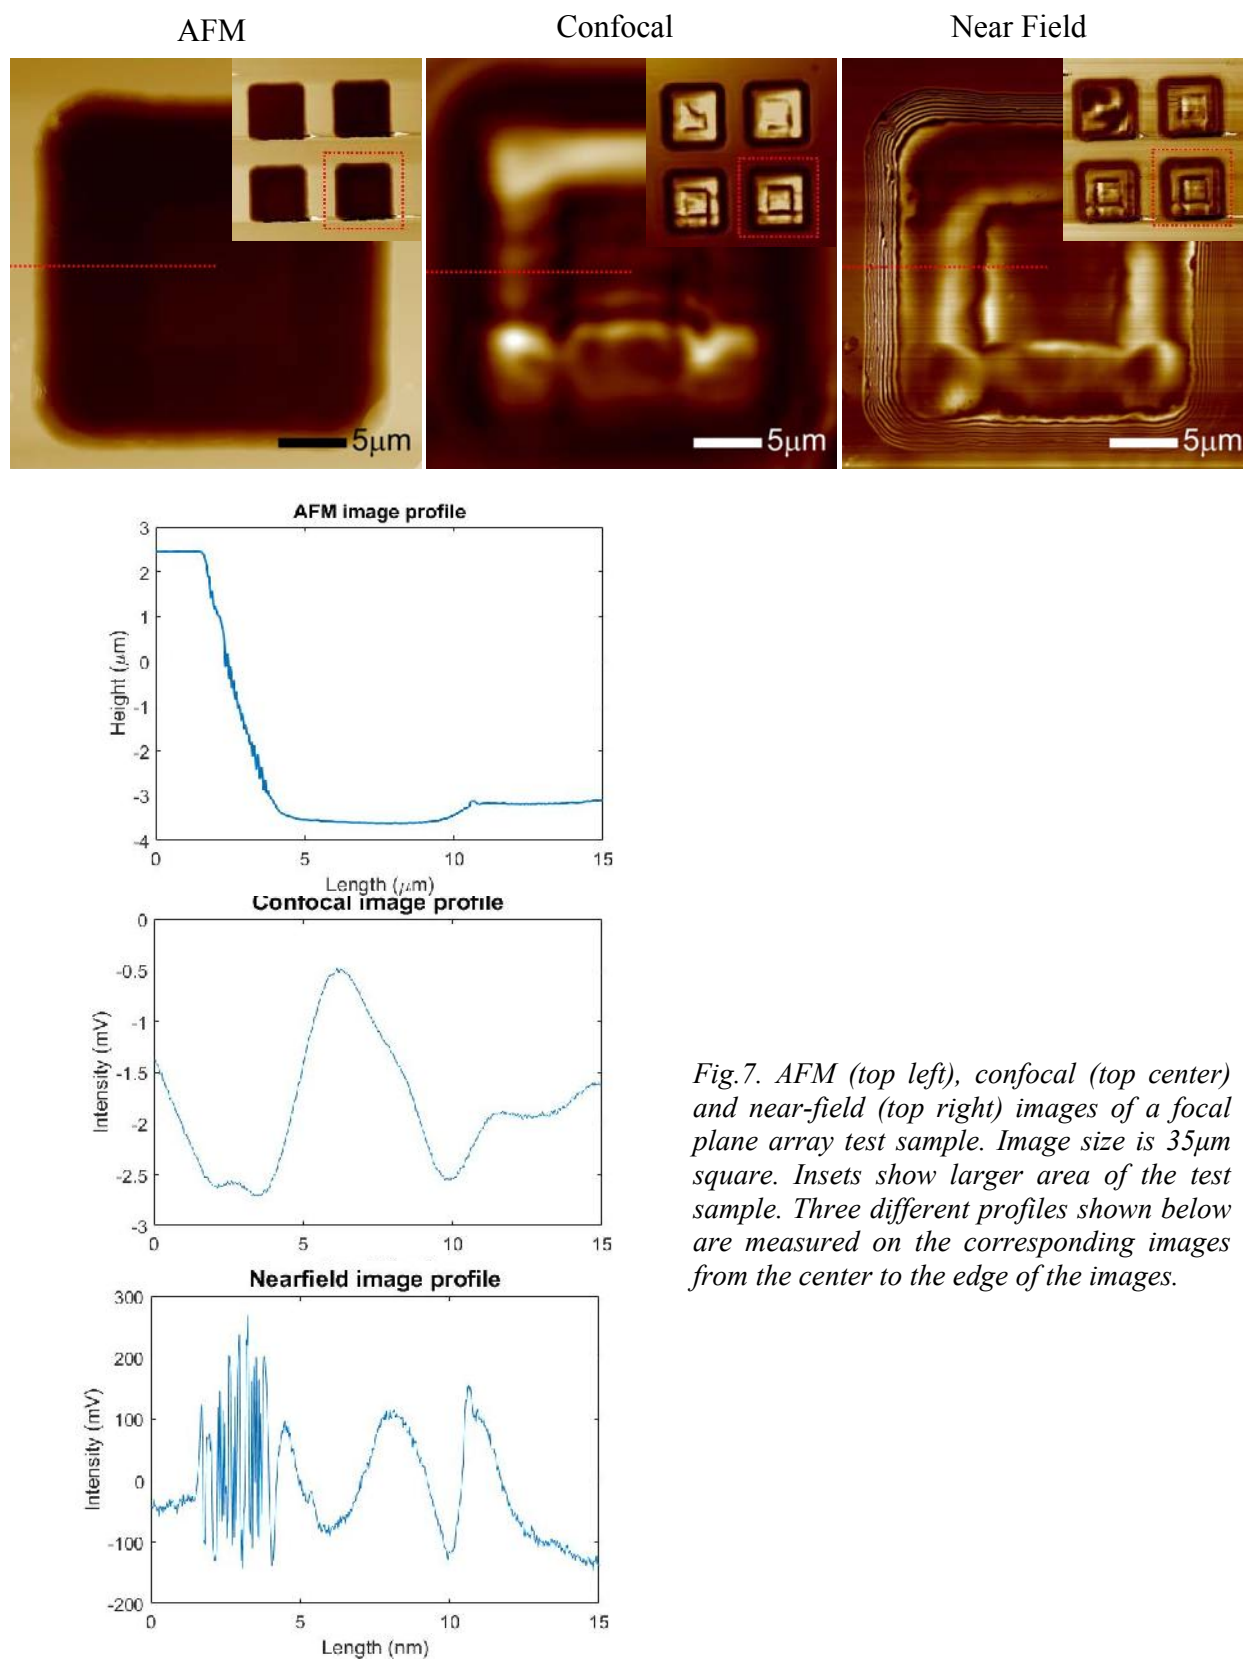 AFM
Confocal
Near Field
5μm
5μm
5μm
AFM image profile
3
2
1
0
-1
-2
-3
-4
Height (μm)
0
5
10
15
Length (μm)
Confocal image profile
0
-0.5
-1
-1.5
-2
-2.5
-3
Intensity (mV)
0
5
10
15
Nearfield image profile
300
200
100
0
-100
-200
Intensity (mV)
0
5
10
15
Length (nm)
Fig.7. AFM (top left), confocal (top center)
and near-field (top right) images of a focal
plane array test sample. Image size is 35μm
square. Insets show larger area of the test
sample. Three different profiles shown below
are measured on the corresponding images
from the center to the edge of the images.